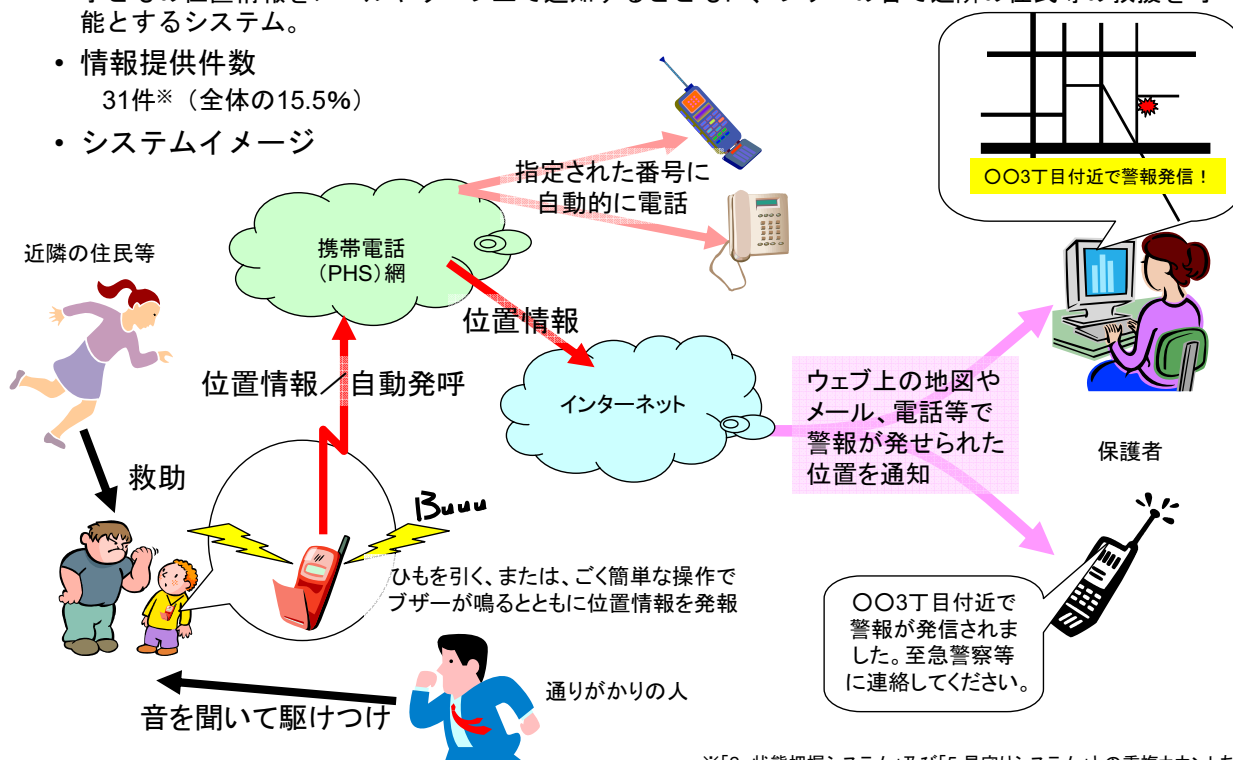 能とするシステム。
• 情報提供件数
31件※（全体の15.5%）
• システムイメージ
指定された番号に
自動的に電話
〇〇3丁目付近で警報発信！
携帯電話
（PHS）網
近隣の住民等
位置情報
位置情報／自動発呼
インターネット
ウェブ上の地図や
メール、電話等で
警報が発せられた
位置を通知
保護者
救助
Buuu
ひもを引く、または、ごく簡単な操作で
ブザーが鳴るとともに位置情報を発報
〇〇3丁目付近で
警報が発信されま
した。至急警察等
に連絡してください。
通りがかりの人
音を聞いて駆けつけ